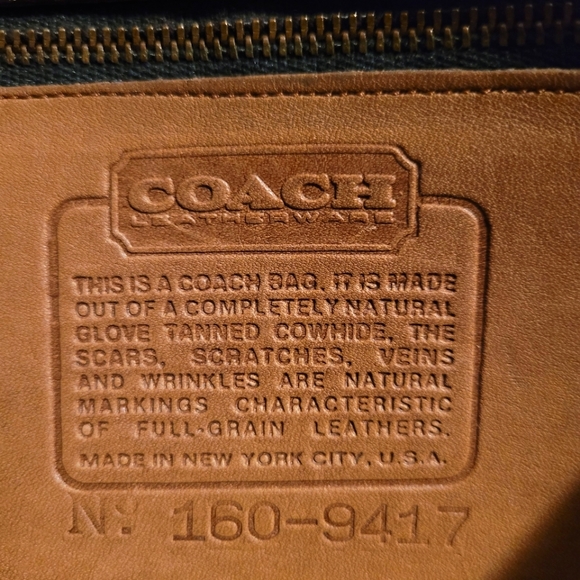 COACH
LEATHERWARE
THIS IS A COACH BAG. IT IS MADE
OUT OF A COMPLETELY NATURAL
GLOVE TANNED COWHIDE, THE
SCARS, SCRATCHES, VEINS
AND WRINKLES ARE NATURAL
MARKINGS CHARACTERISTIC
OF FULL-GRAIN LEATHERS.
MADE IN NEW YORK CITY, U.S.A.
Nº 160-9417